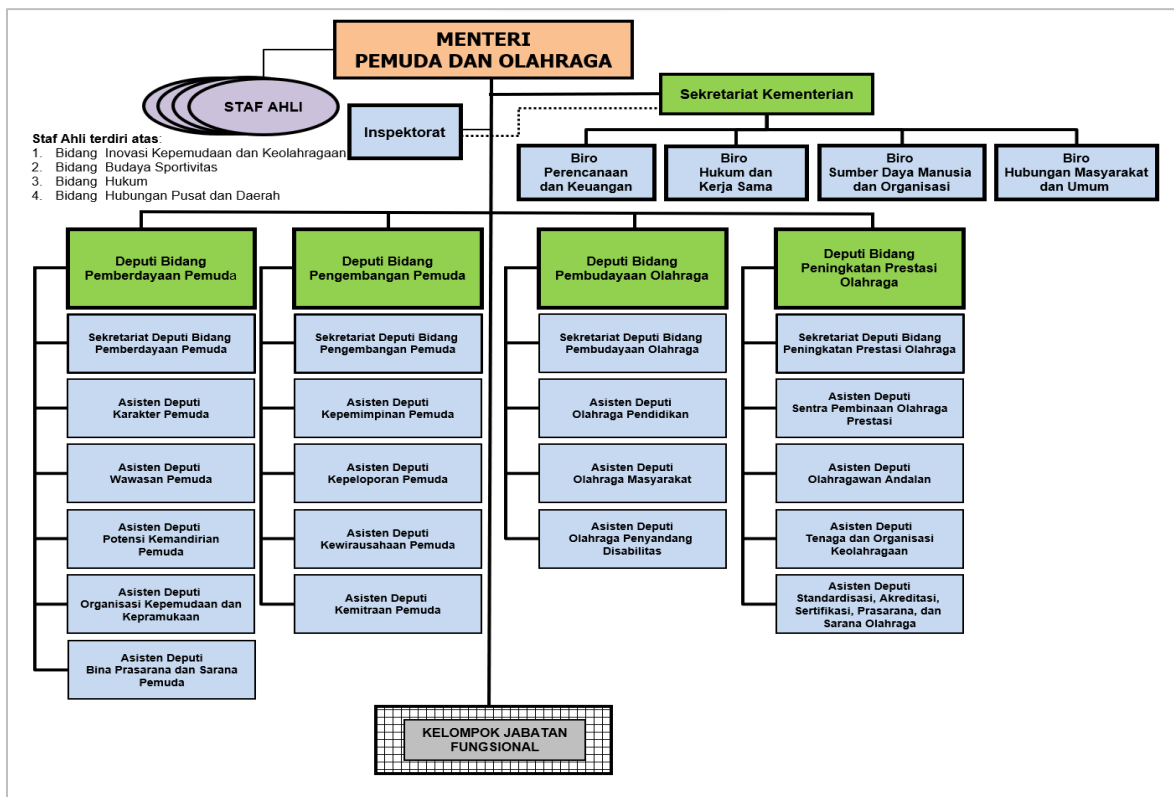 MENTERI
PEMUDA DAN OLAHRAGA
STAF AHLI
Sekretariat Kementerian
Inspektorat
Staf Ahli terdiri atas:
1. Bidang Inovasi Kepemudaan dan Keolahragaan
2. Bidang Budaya Sportivitas
3. Bidang Hukum
4. Bidang Hubungan Pusat dan Daerah
Biro
Perencanaan
dan Keuangan
Biro
Hukum dan
Kerja Sama
Biro
Sumber Daya Manusia
dan Organisasi
Biro
Hubungan Masyarakat
dan Umum
Deputi Bidang
Pemberdayaan Pemuda
Sekretariat Deputi Bidang
Pemberdayaan Pemuda
Asisten Deputi
Karakter Pemuda
Asisten Deputi
Wawasan Pemuda
Asisten Deputi
Potensi Kemandirian
Pemuda
Asisten Deputi
Organisasi Kepemudaan dan
Kepramukaan
Asisten Deputi
Bina Prasarana dan Sarana
Pemuda
Deputi Bidang
Pengembangan Pemuda
Sekretariat Deputi Bidang
Pengembangan Pemuda
Asisten Deputi
Kepemimpinan Pemuda
Asisten Deputi
Kepeloporan Pemuda
Asisten Deputi
Kewirausahaan Pemuda
Asisten Deputi
Kemitraan Pemuda
Deputi Bidang
Pembudayaan Olahraga
Sekretariat Deputi Bidang
Pembudayaan Olahraga
Asisten Deputi
Olahraga Pendidikan
Asisten Deputi
Olahraga Masyarakat
Asisten Deputi
Olahraga Penyandang
Disabilitas
Deputi Bidang
Peningkatan Prestasi
Olahraga
Sekretariat Deputi Bidang
Peningkatan Prestasi Olahraga
Asisten Deputi
Sentra Pembinaan Olahraga
Prestasi
Asisten Deputi
Olahragawan Andalan
Asisten Deputi
Tenaga dan Organisasi
Keolahragaan
Asisten Deputi
Standardisasi, Akreditasi,
Sertifikasi, Prasarana, dan
Sarana Olahraga
KELOMPOK JABATAN
FUNGSIONAL